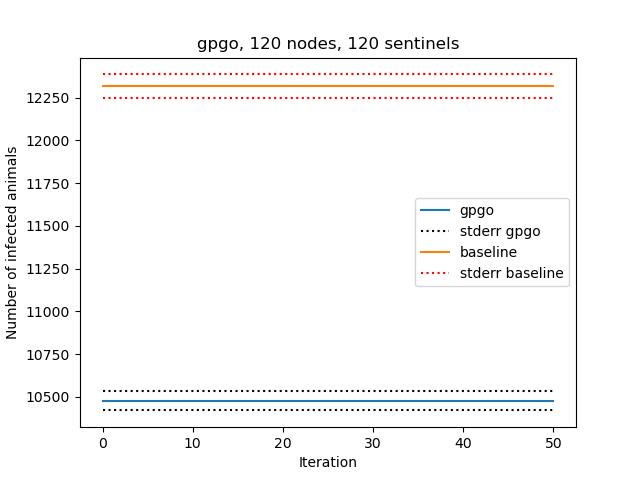 gpgo, 120 nodes, 120 sentinels
Number of infected animals
12250
12000
11750
11500
11250
11000
10750
10500
gpgo
stderr gpgo
baseline
stderr baseline
0 10 20 30 40 50
Iteration